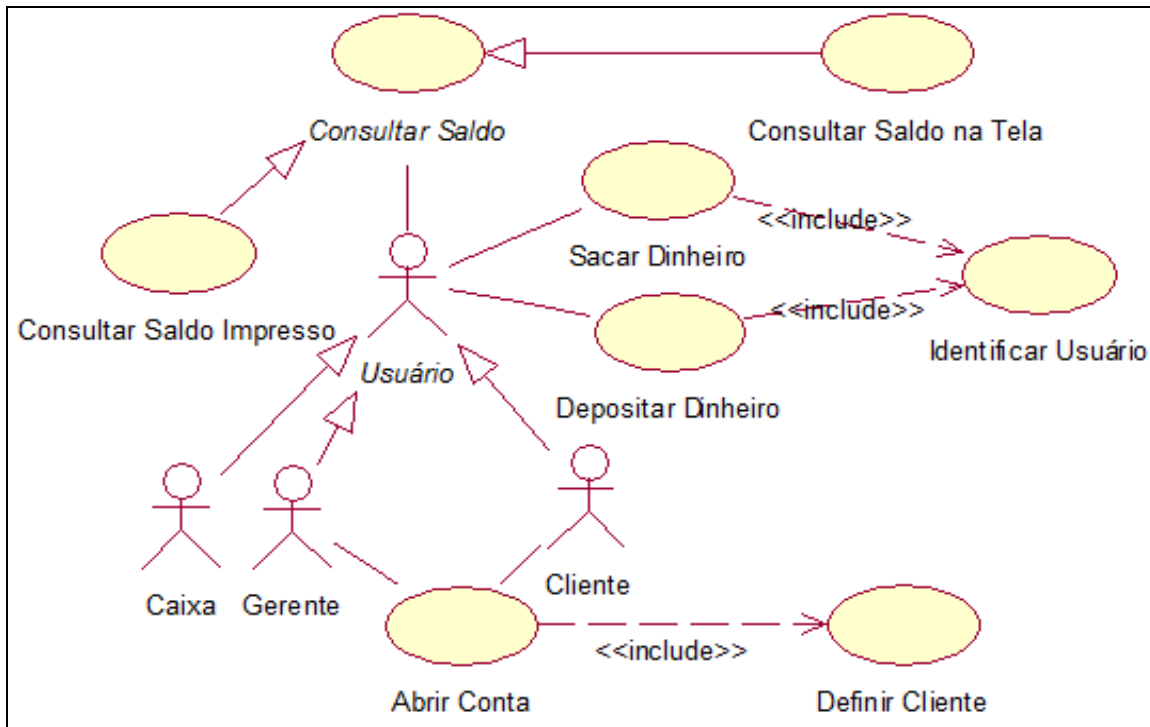 Consultar Saldo
Consultar Saldo na Tela
<<include>>
Sacar Dinheiro
<<include>>
Consultar Saldo Impresso
Identificar Usuário
Usuário
Depositar Dinheiro
Caixa
Gerente
Cliente
<<include>>
Abrir Conta
Definir Cliente